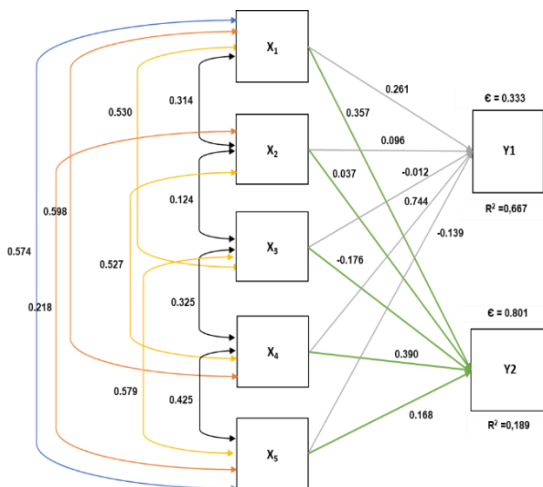 X1
0.261
Є = 0.333
0.530
0.314
0.357
Y1
X2
0.096
0.124
0.037
-0.012
R² =0,667
0.598
0.744
0.574
0.527
X3
-0.176
-0.139
0.218
0.325
Є = 0.801
X4
0.390
Y2
0.579
0.425
0.168
R² =0,189
X5